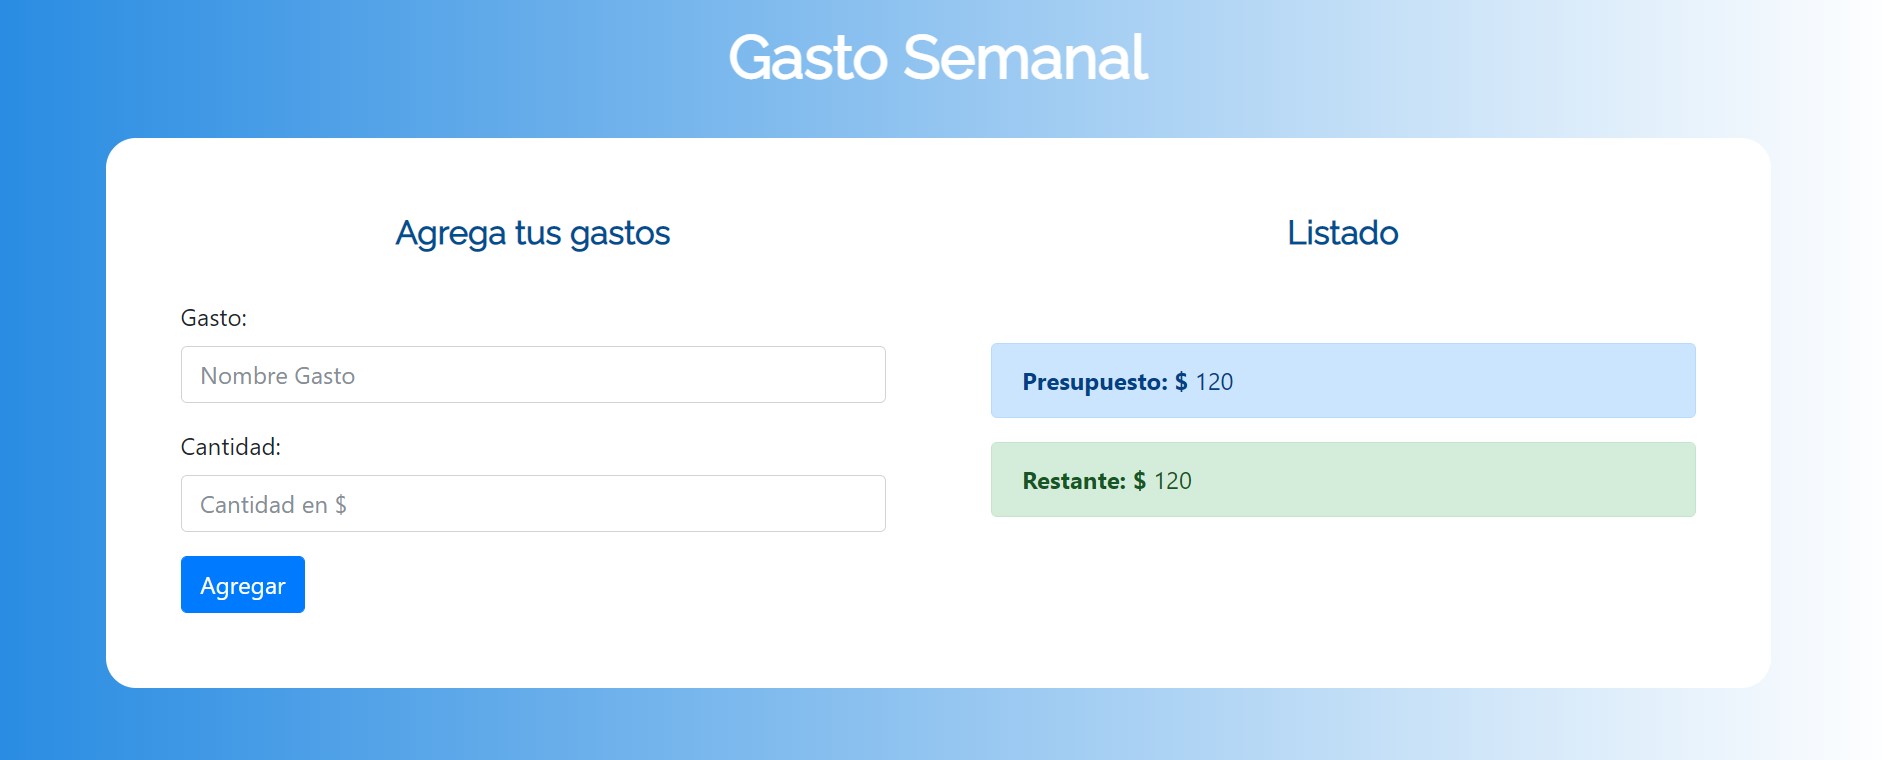 Gasto Semanal
Agrega tus gastos
Gasto:
Nombre Gasto
Cantidad:
Cantidad en $
Agregar
Listado
Presupuesto: $ 120
Restante: $ 120